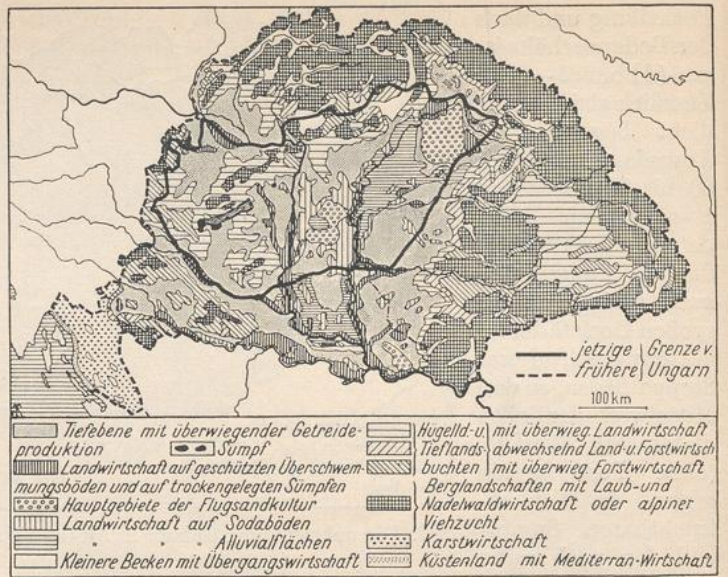 jetzige Grenze v.
frühere Ungarn
100 km
Tiefebene mit überwiegender Getreide-
produktion Sumpf
Landwirtschaft auf geschützten Überschwem-
mungsböden und auf trockengelegten Sümpfen
Hauptgebiete der Flugsandkultur
Landwirtschaft auf Sodaböden
" " Alluvialflächen
Kleinere Becken mit Übergangswirtschaft
Hügelld.-u. mit überwieg. Landwirtschaft
Tieflands- abwechselnd Land-u. Forstwirtsch
buchten mit überwieg. Forstwirtschaft
Berglandschaften mit Laub-und
Nadelwaldwirtschaft oder alpiner
Viehzucht
Karstwirtschaft
Küstenland mit Mediterran-Wirtschaft